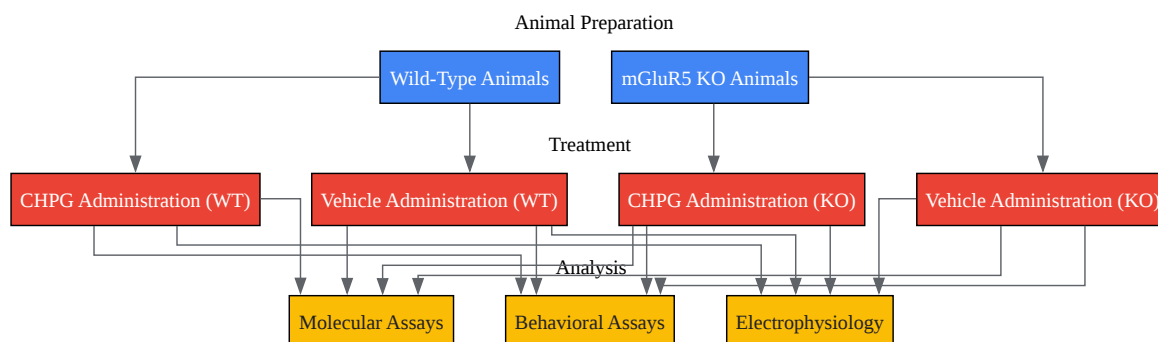 Animal Preparation
Wild-Type Animals
mGluR5 KO Animals
Treatment
CHPG Administration (WT)
Vehicle Administration (WT)
CHPG Administration (KO)
Vehicle Administration (KO)
Analysis
Molecular Assays
Behavioral Assays
Electrophysiology